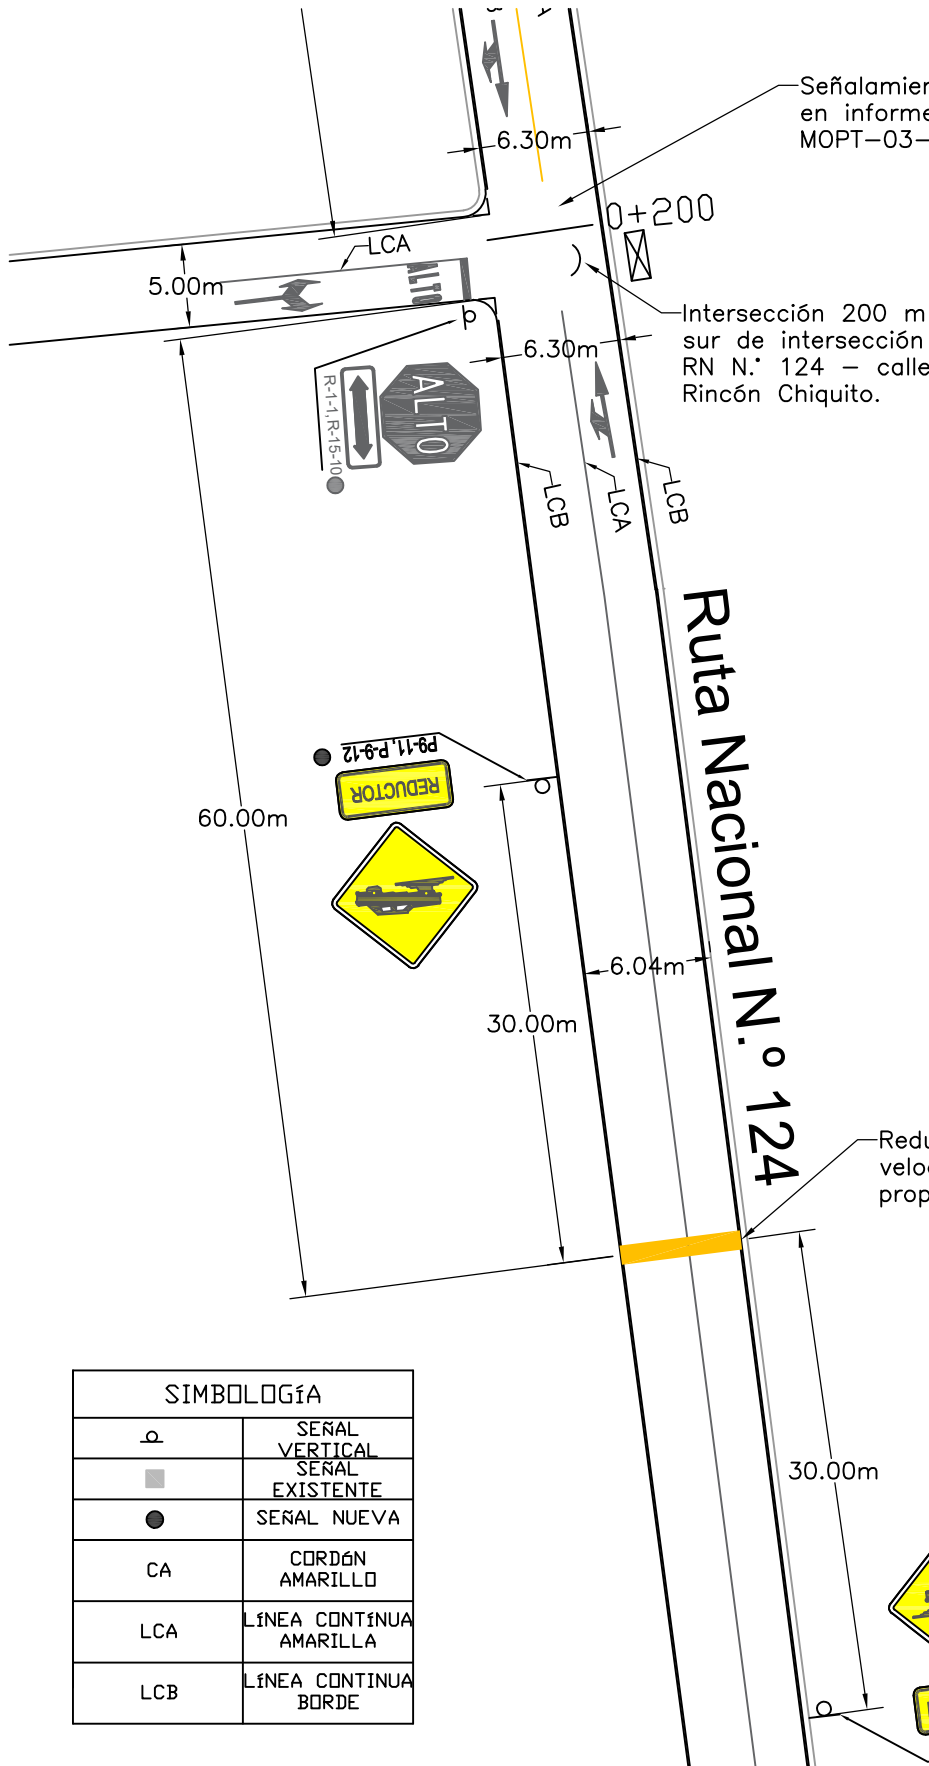 Señalamien
en informe
MOPT-03-
6.30m
0+200
LCA
5.00m
ALTO
Intersección 200 m
sur de intersección
RN N.° 124 - calle
Rincón Chiquito.
6.30m
R-1-1,R-15-10
ALTO
LCB
LCA
LCB
Ruta Nacional N.º 124
P9-11, P-9-12
REDUCTOR
60.00m
6.04m
30.00m
Redu
veloc
prop
SIMBOLOGíA
SEñAL
VERTICAL
SEñAL
EXISTENTE
SEñAL NUEVA
CA
CORDóN
AMARILLO
LCA
LíNEA CONTíNUA
AMARILLA
LCB
LíNEA CONTINUA
BORDE
30.00m